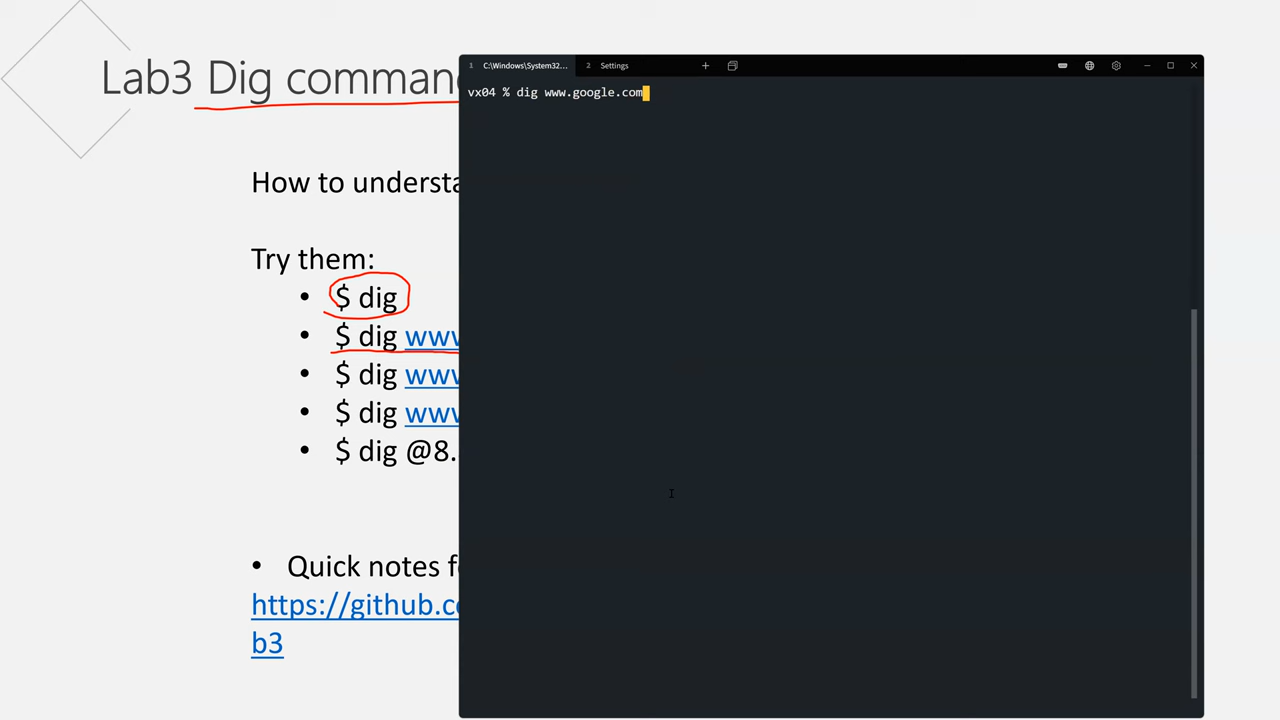 Lab3 Dig comman
1 C:\Windows\System32... 2 Settings
vx04 % dig www.google.com
How to understa
Try them:
• $ dig
• $ dig www
• $ dig www
• $ dig www
• $ dig @8.
• Quick notes f
https://github.c
b3